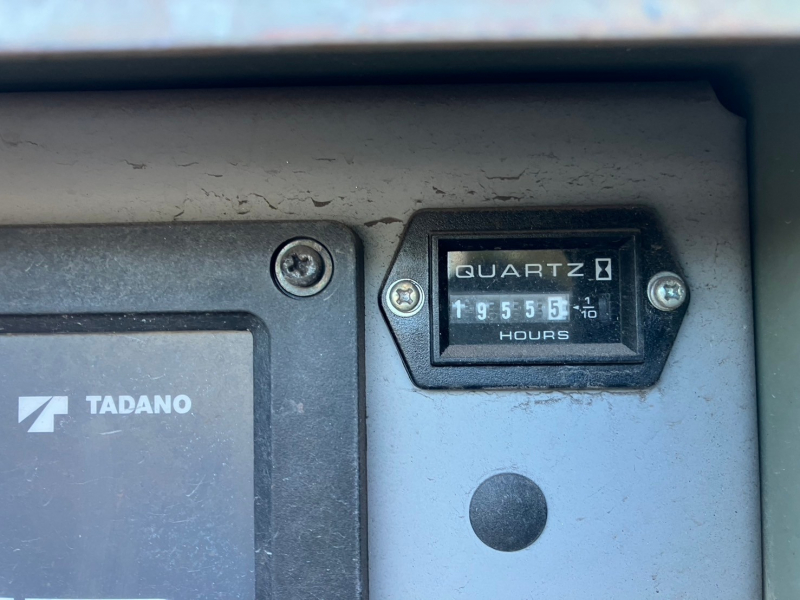 QUARTZ
19555 1/10
HOURS
TADANO